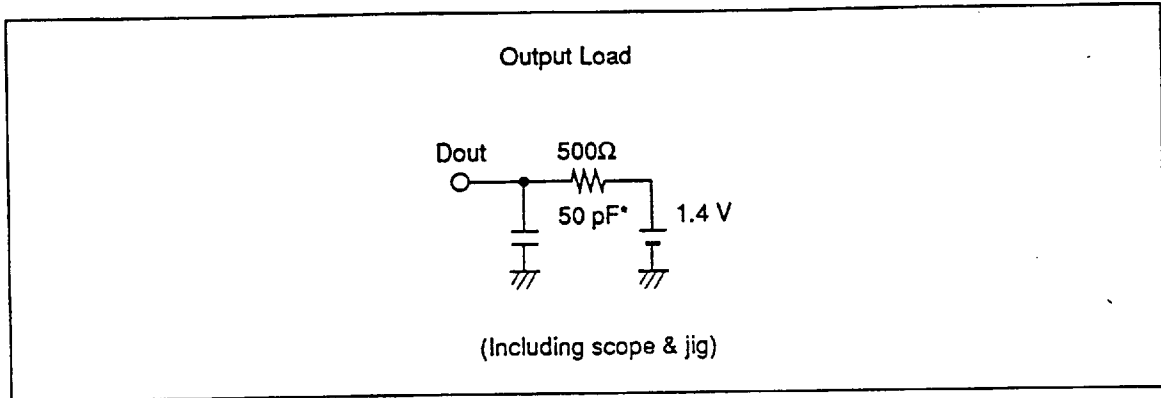 Output Load
Dout 500Ω
50 pF* 1.4 V
(Including scope & jig)